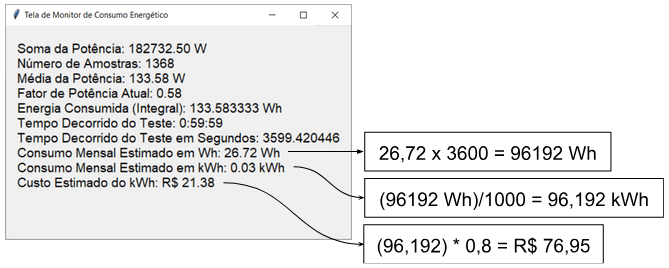 Tela de Monitor de Consumo Energético
Soma da Potência: 182732.50 W
Número de Amostras: 1368
Média da Potência: 133.58 W
Fator de Potência Atual: 0.58
Energia Consumida (Integral): 133.583333 Wh
Tempo Decorrido do Teste: 0:59:59
Tempo Decorrido do Teste em Segundos: 3599.420446
Consumo Mensal Estimado em Wh: 26.72 Wh
Consumo Mensal Estimado em kWh: 0.03 kWh
Custo Estimado do kWh: R$ 21.38
26,72 x 3600 = 96192 Wh
(96192 Wh)/1000 = 96,192 kWh
(96,192) * 0,8 = R$ 76,95